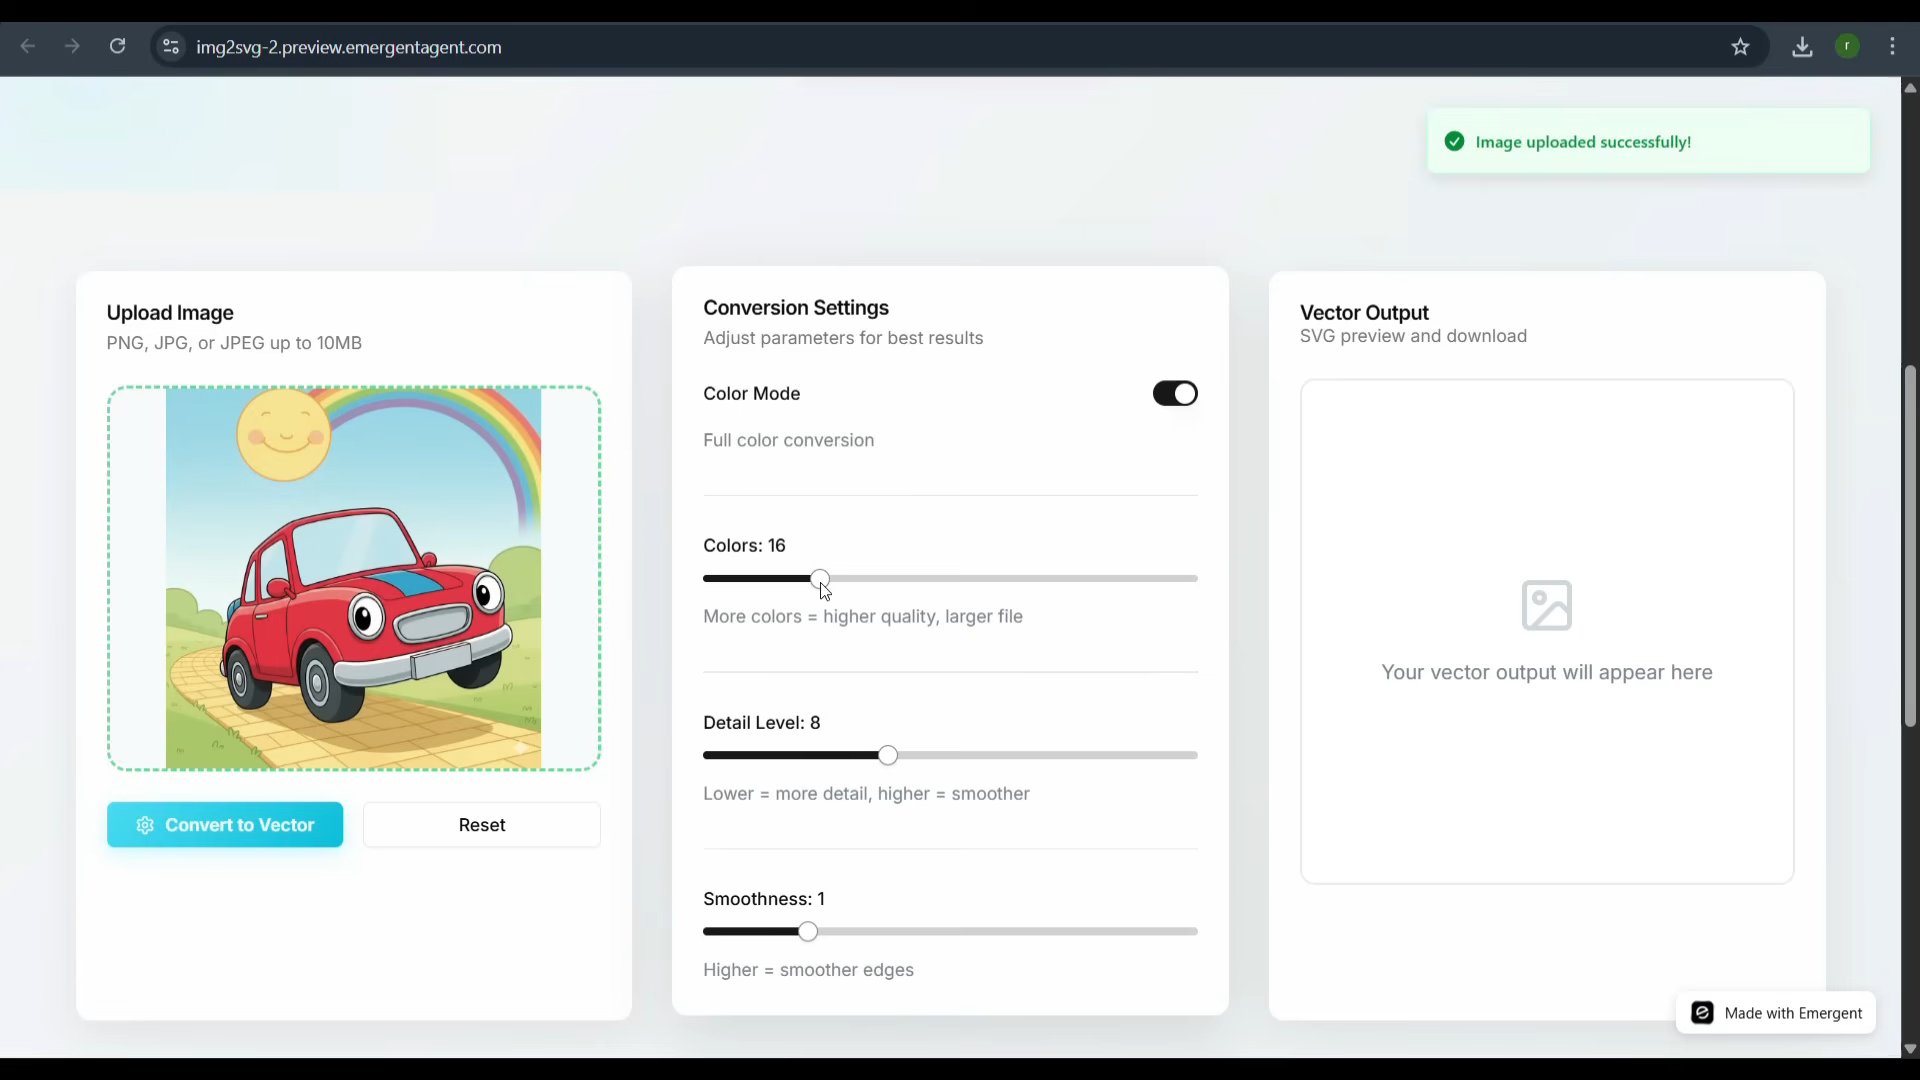 img2svg-2.preview.emergentagent.com
r
Image uploaded successfully!
Upload Image
PNG, JPG, or JPEG up to 10MB
Convert to Vector
Reset
Conversion Settings
Adjust parameters for best results
Color Mode
Full color conversion
Colors: 16
More colors = higher quality, larger file
Detail Level: 8
Lower = more detail, higher = smoother
Smoothness: 1
Higher = smoother edges
Vector Output
SVG preview and download
Your vector output will appear here
Made with Emergent